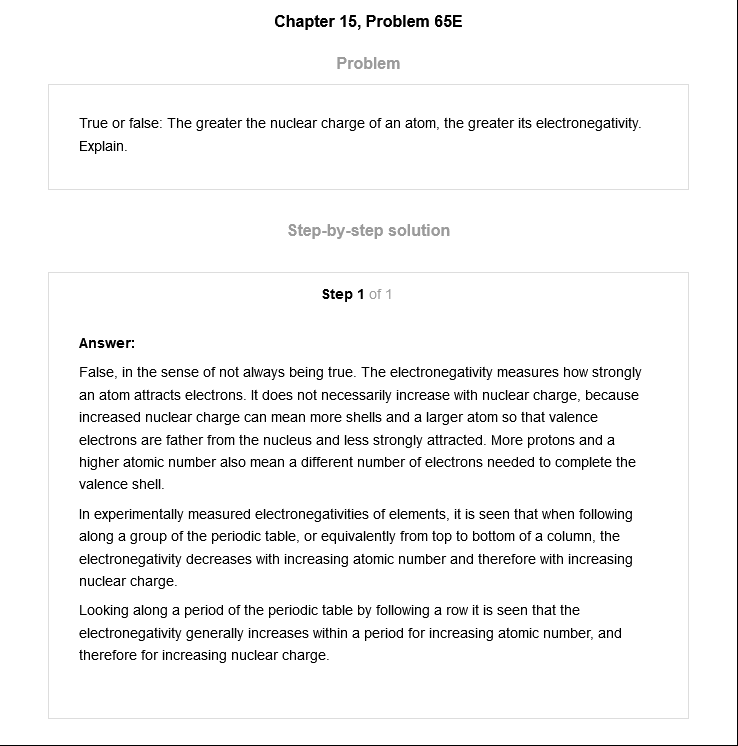 Chapter 15, Problem 65E
Problem
True or false: The greater the nuclear charge of an atom, the greater its electronegativity.
Explain.
Step-by-step solution
Step 1 of 1
Answer:
False, in the sense of not always being true. The electronegativity measures how strongly
an atom attracts electrons. It does not necessarily increase with nuclear charge, because
increased nuclear charge can mean more shells and a larger atom so that valence
electrons are father from the nucleus and less strongly attracted. More protons and a
higher atomic number also mean a different number of electrons needed to complete the
valence shell.
In experimentally measured electronegativities of elements, it is seen that when following
along a group of the periodic table, or equivalently from top to bottom of a column, the
electronegativity decreases with increasing atomic number and therefore with increasing
nuclear charge.
Looking along a period of the periodic table by following a row it is seen that the
electronegativity generally increases within a period for increasing atomic number, and
therefore for increasing nuclear charge.